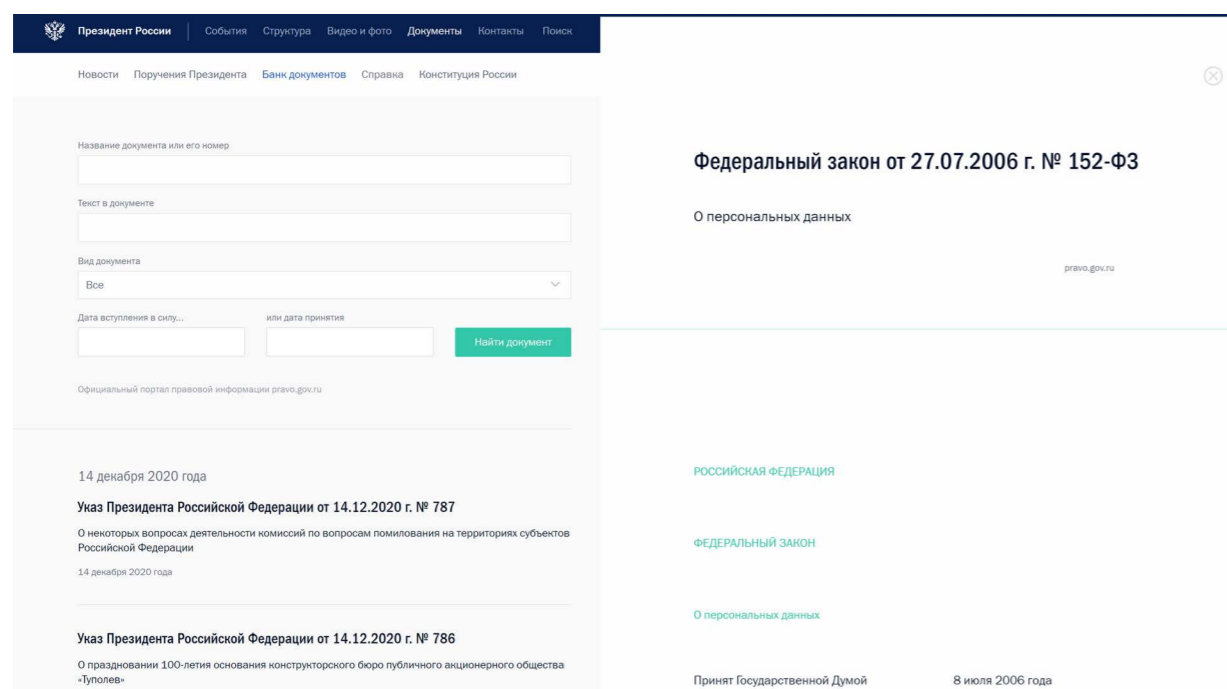 Президент России
События Структура Видео и фото Документы Контакты Поиск
Новости Поручения Президента Банк документов Справка Конституция России
Название документа или его номер
Текст в документе
Вид документа
Все
Дата вступления в силу...
или дата принятия
Найти документ
Официальный портал правовой информации pravo.gov.ru
14 декабря 2020 года
Указ Президента Российской Федерации от 14.12.2020 г. № 787
О некоторых вопросах деятельности комиссий по вопросам помилования на территориях субъектов
Российской Федерации
14 декабря 2020 года
Указ Президента Российской Федерации от 14.12.2020 г. № 786
О праздновании 100-летия основания конструкторского бюро публичного акционерного общества
«Туполев»
Федеральный закон от 27.07.2006 г. № 152-ФЗ
О персональных данных
pravo.gov.ru
РОССИЙСКАЯ ФЕДЕРАЦИЯ
ФЕДЕРАЛЬНЫЙ ЗАКОН
О персональных данных
Принят Государственной Думой 8 июля 2006 года